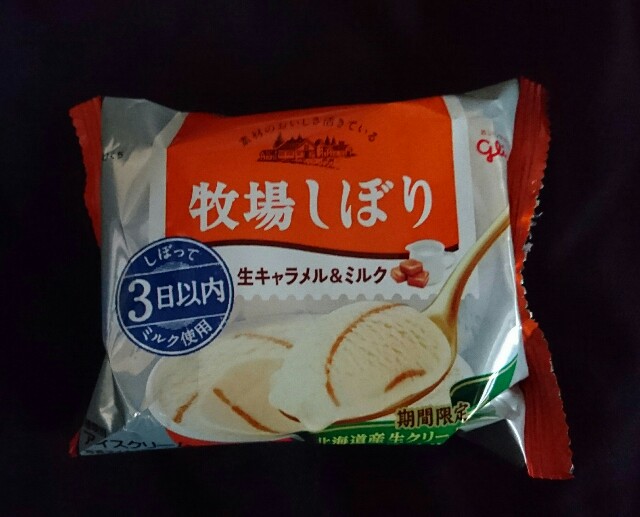 素材のおいしさ活きている
牧場しぼり
生キャラメル&ミルク
しぼって
3日以内
ミルク使用
期間限定
北海道産生クリー
アイスクリー